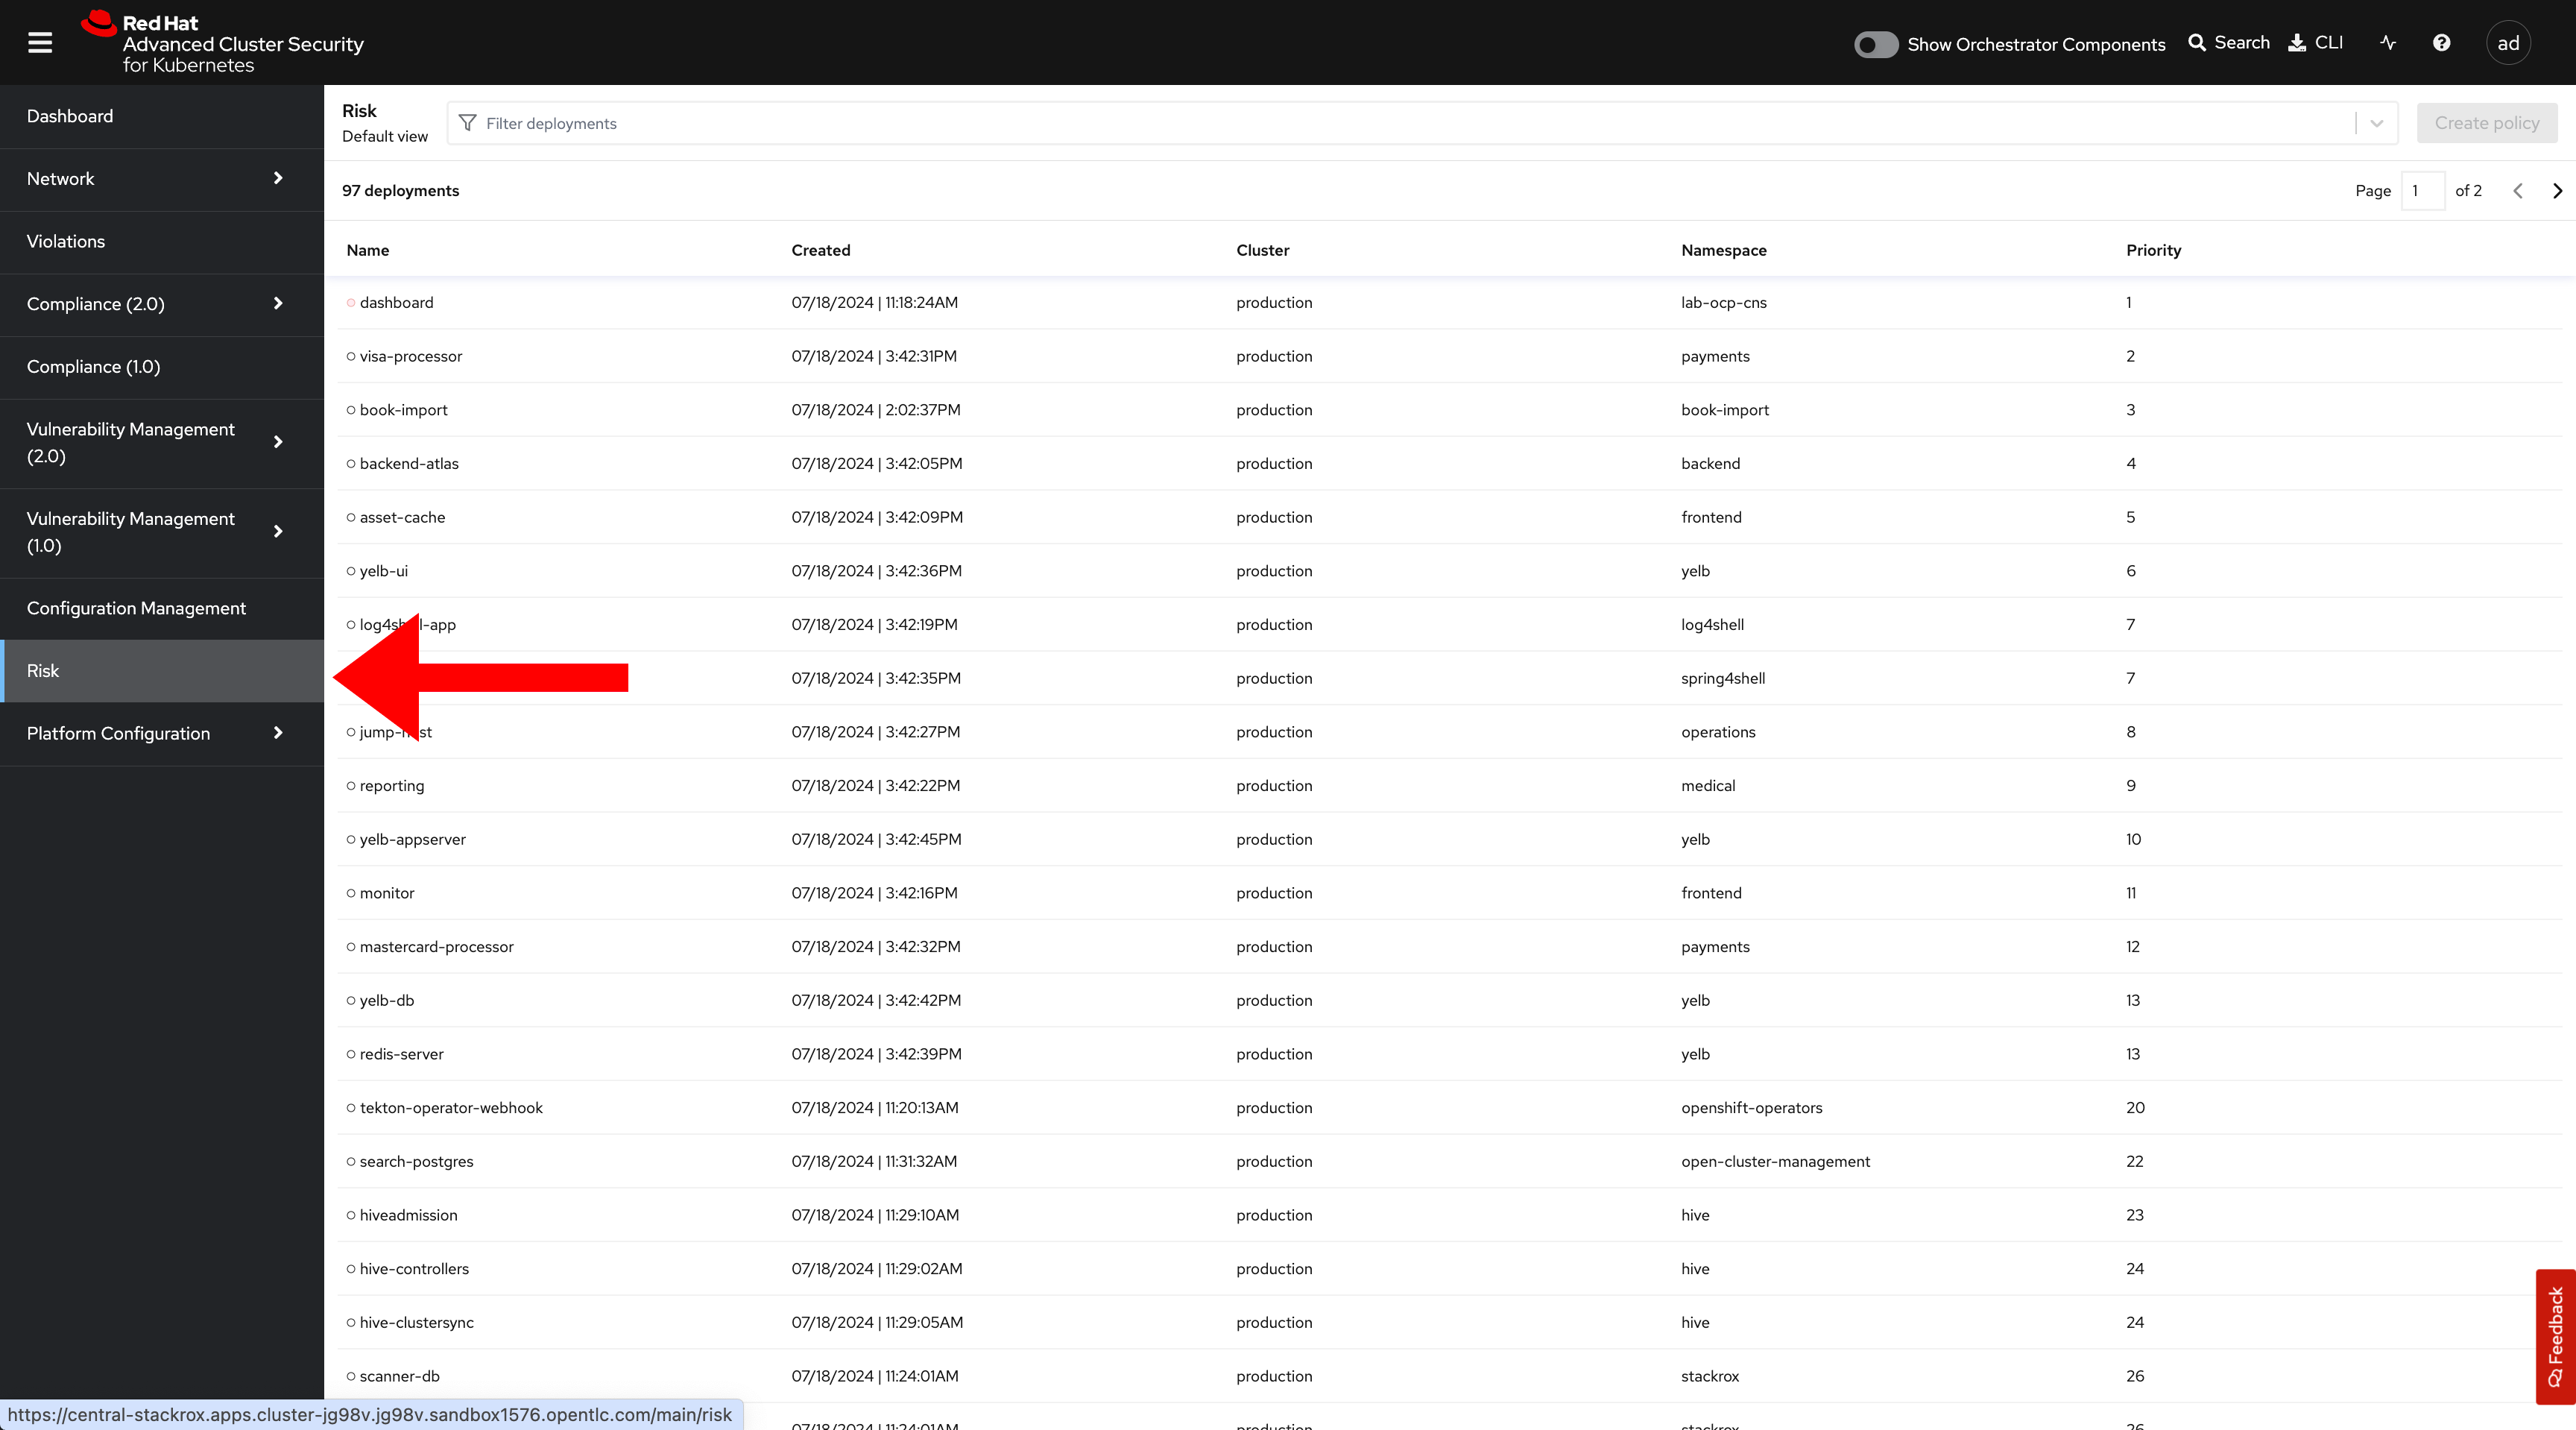 Red Hat
Advanced Cluster Security
for Kubernetes
Show Orchestrator Components
Search
CLI
ad
Dashboard
Network
Violations
Compliance (2.0)
Compliance (1.0)
Vulnerability Management
(2.0)
Vulnerability Management
(1.0)
Configuration Management
Risk
Platform Configuration
Risk
Default view
Filter deployments
Create policy
97 deployments
Page 1 of 2
Name Created Cluster Namespace Priority
dashboard 07/18/2024 | 11:18:24AM production lab-ocp-cns 1
visa-processor 07/18/2024 | 3:42:31PM production payments 2
book-import 07/18/2024 | 2:02:37PM production book-import 3
backend-atlas 07/18/2024 | 3:42:05PM production backend 4
asset-cache 07/18/2024 | 3:42:09PM production frontend 5
yelb-ui 07/18/2024 | 3:42:36PM production yelb 6
07/18/2024 | 3:42:19PM production log4shell 7
07/18/2024 | 3:42:35PM production spring4shell 7
07/18/2024 | 3:42:27PM production operations 8
reporting 07/18/2024 | 3:42:22PM production medical 9
yelb-appserver 07/18/2024 | 3:42:45PM production yelb 10
monitor 07/18/2024 | 3:42:16PM production frontend 11
mastercard-processor 07/18/2024 | 3:42:32PM production payments 12
yelb-db 07/18/2024 | 3:42:42PM production yelb 13
redis-server 07/18/2024 | 3:42:39PM production yelb 13
tekton-operator-webhook 07/18/2024 | 11:20:13AM production openshift-operators 20
search-postgres 07/18/2024 | 11:31:32AM production open-cluster-management 22
hiveadmission 07/18/2024 | 11:29:10AM production hive 23
hive-controllers 07/18/2024 | 11:29:02AM production hive 24
hive-clustersync 07/18/2024 | 11:29:05AM production hive 24
scanner-db 07/18/2024 | 11:24:01AM production stackrox 26
07/18/2024 | 11:24:01AM production stackrox 26
Feedback
https://central-stackrox.apps.cluster-jg98v.jg98v.sandbox1576.opentlc.com/main/risk